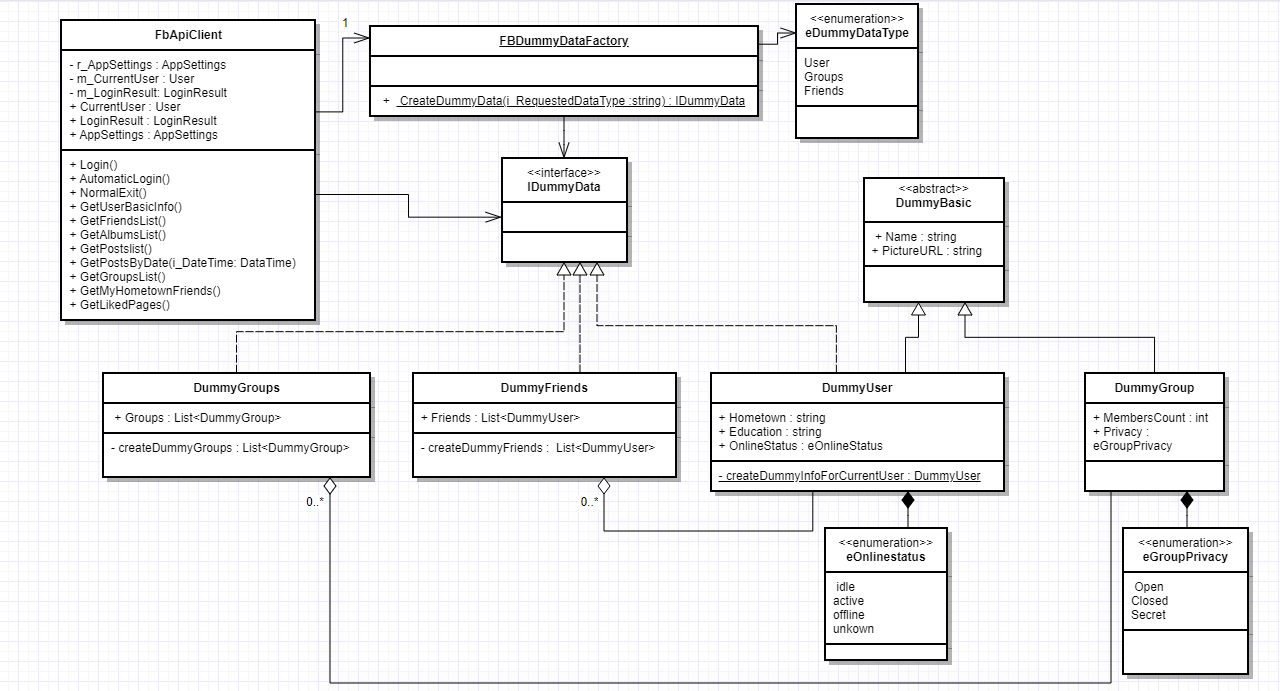 FbApiClient
- r_AppSettings : AppSettings
- m_CurrentUser : User
- m_LoginResult: LoginResult
+ CurrentUser : User
+ LoginResult : LoginResult
+ AppSettings : AppSettings
+ Login()
+ AutomaticLogin()
+ NormalExit()
+ GetUserBasicInfo()
+ GetFriendsList()
+ GetAlbumsList()
+ GetPostslist()
+ GetPostsByDate(i_DateTime: DataTime)
+ GetGroupsList()
+ GetMyHometownFriends()
+ GetLikedPages()
1
FBDummyDataFactory
+ CreateDummyData(i_RequestedDataType :string) : IDummyData
<<enumeration>>
eDummyDataType
User
Groups
Friends
<<interface>>
IDummyData
<<abstract>>
DummyBasic
+ Name : string
+ PictureURL : string
DummyGroups
+ Groups : List<DummyGroup>
- createDummyGroups : List<DummyGroup>
0..*
DummyFriends
+ Friends : List<DummyUser>
- createDummyFriends : List<DummyUser>
0..*
DummyUser
+ Hometown : string
+ Education : string
+ OnlineStatus : eOnlineStatus
- createDummyInfoForCurrentUser : DummyUser
DummyGroup
+ MembersCount : int
+ Privacy :
eGroupPrivacy
<<enumeration>>
eOnlinestatus
idle
active
offline
unkown
<<enumeration>>
eGroupPrivacy
Open
Closed
Secret